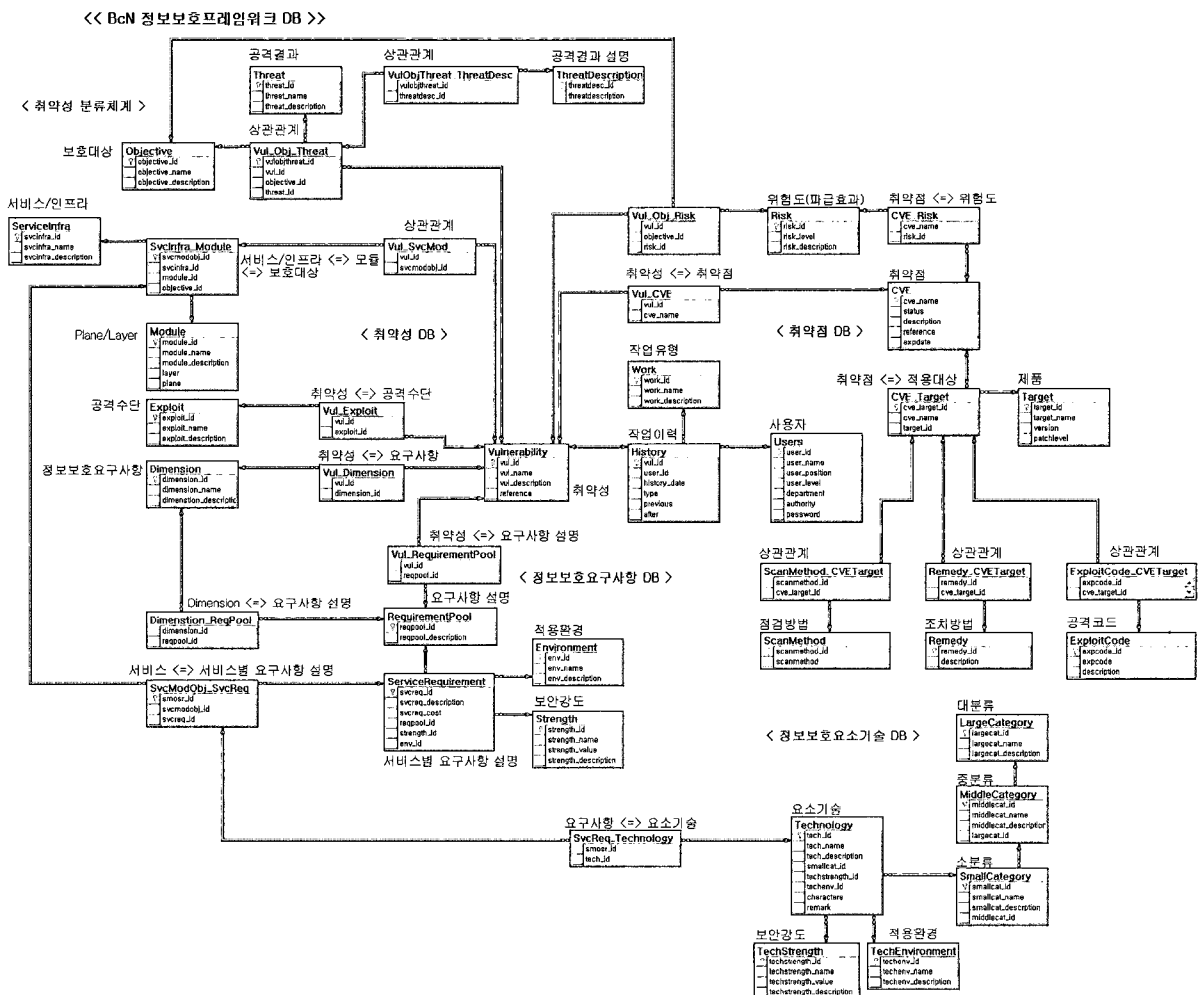 << BcN 정보보호프레임워크 DB >>
공격결과
Threat
threat_id
threat_name
threat_description
상관관계
VulObjThreat_ThreatDesc
vulobjthreat_id
threatdesc_id
공격결과 설명
ThreatDescription
threatdesc_id
threatdescription
< 취약성 분류체계 >
보호대상
Objective
objective_id
objective_name
objective_description
상관관계
Vul_Obj_Threat
vulobjthreat_id
vul_id
objective_id
threat_id
서비스/인프라
ServiceInfra
svcinfra_id
svcinfra_name
svcinfra_description
SvcInfra_Module
svcmodobj_id
svcinfra_id
module_id
objective_id
서비스/인프라 <=> 모듈
<=> 보호대상
상관관계
Vul_SvcMod
vul_id
svcmodobj_id
Vul_Obj_Risk
vul_id
objective_id
risk_id
위험도(파급효과)
Risk
risk_id
risk_level
risk_description
취약점 <=> 위험도
CVE_Risk
cve_name
risk_id
취약성 <=> 취약점
Vul_CVE
vul_id
cve_name
취약점
CVE
cve_name
status
description
reference
expdate
Plane/Layer
Module
module_id
module_name
module_description
layer
plane
< 취약성 DB >
< 취약점 DB >
작업유형
Work
work_id
work_name
work_description
취약점 <=> 적용대상
CVE_Target
cve_target_id
cve_name
target_id
제품
Target
target_id
target_name
version
patchlevel
공격수단
Exploit
exploit_id
exploit_name
exploit_description
취약성 <=> 공격수단
Vul_Exploit
vul_id
exploit_id
정보보호요구사항
Dimension
dimension_id
dimension_name
dimenstion_descriptic
취약성 <=> 요구사항
Vul_Dimension
vul_id
dimension_id
Vulnerability
vul_id
vul_name
vul_description
reference
취약성
작업이력
History
vul_id
user_id
history_date
type
previous
after
사용자
Users
user_id
user_name
user_position
user_level
department
authority
password
취약성 <=> 요구사항 설명
Vul_RequirementPool
vul_id
reqpool_id
< 정보보호요구사항 DB >
상관관계
ScanMethod_CVETarget
scanmethod_id
cve_target_id
상관관계
Remedy_CVETarget
remedy_id
cve_target_id
상관관계
ExploitCode_CVETarget
expcode_id
cve_target_id
Dimension <=> 요구사항 설명
Dimenstion_ReqPool
dimension_id
reqpool_id
요구사항 설명
RequirementPool
reqpool_id
reqpool_description
점검방법
ScanMethod
scanmethod_id
scanmethod
조치방법
Remedy
remedy_id
description
공격코드
ExploitCode
expcode_id
expcode
description
적용환경
Environment
env_id
env_name
env_description
서비스 <=> 서비스별 요구사항 설명
SvcModObj_SvcReq
smosr_id
svcmodobj_id
svcreq_id
ServiceRequirement
svcreq_id
svcreq_description
svcreq_cost
reqpool_id
strength_id
env_id
서비스별 요구사항 설명
보안강도
Strength
strength_id
strength_name
strength_value
strength_description
< 정보보호요소기술 DB >
대분류
LargeCategory
largecat_id
largecat_name
largecat_description
중분류
MiddleCategory
middlecat_id
middlecat_name
middlecat_description
largecat_id
요구사항 <=> 요소기술
SvcReq_Technology
smosr_id
tech_id
요소기술
Technology
tech_id
tech_name
tech_description
smallcat_id
techstrength_id
techenv_id
characters
remark
소분류
SmallCategory
smallcat_id
smallcat_name
smallcat_description
middlecat_id
보안강도
TechStrength
techstrength_id
techstrength_name
techstrength_value
techstrength_description
적용환경
TechEnvironment
techenv_id
techenv_name
techenv_description